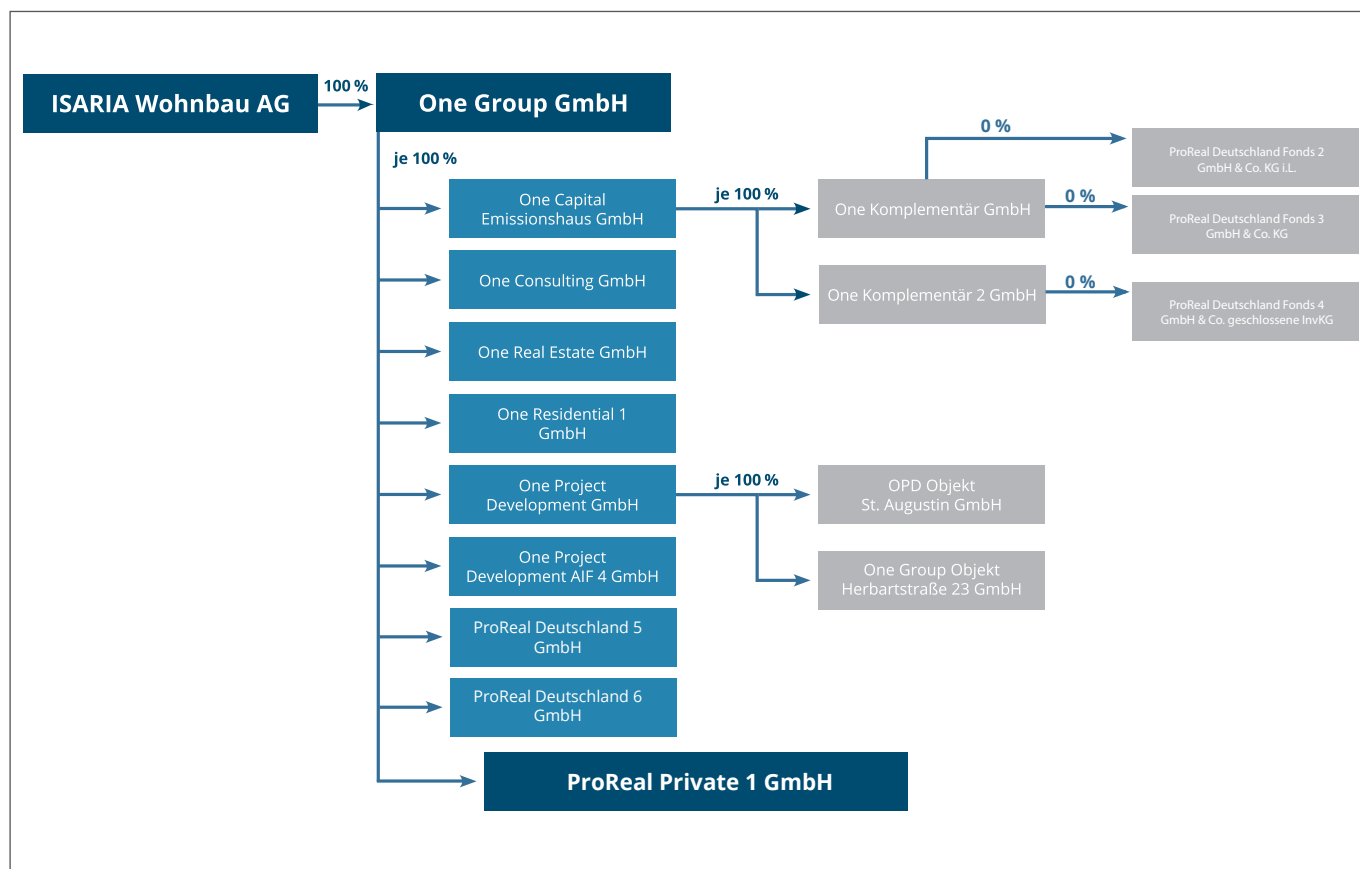 ISARIA Wohnbau AG
100 %
One Group GmbH
je 100 %
One Capital
Emissionshaus GmbH
je 100 %
One Komplementär GmbH
0 %
ProReal Deutschland Fonds 2
GmbH & Co. KG i.L.
0 %
ProReal Deutschland Fonds 3
GmbH & Co. KG
One Consulting GmbH
One Komplementär 2 GmbH
0 %
ProReal Deutschland Fonds 4
GmbH & Co. geschlossene InvKG
One Real Estate GmbH
One Residential 1
GmbH
One Project
Development GmbH
je 100 %
OPD Objekt
St. Augustin GmbH
One Project
Development AIF 4 GmbH
One Group Objekt
Herbartstraße 23 GmbH
ProReal Deutschland 5
GmbH
ProReal Deutschland 6
GmbH
ProReal Private 1 GmbH